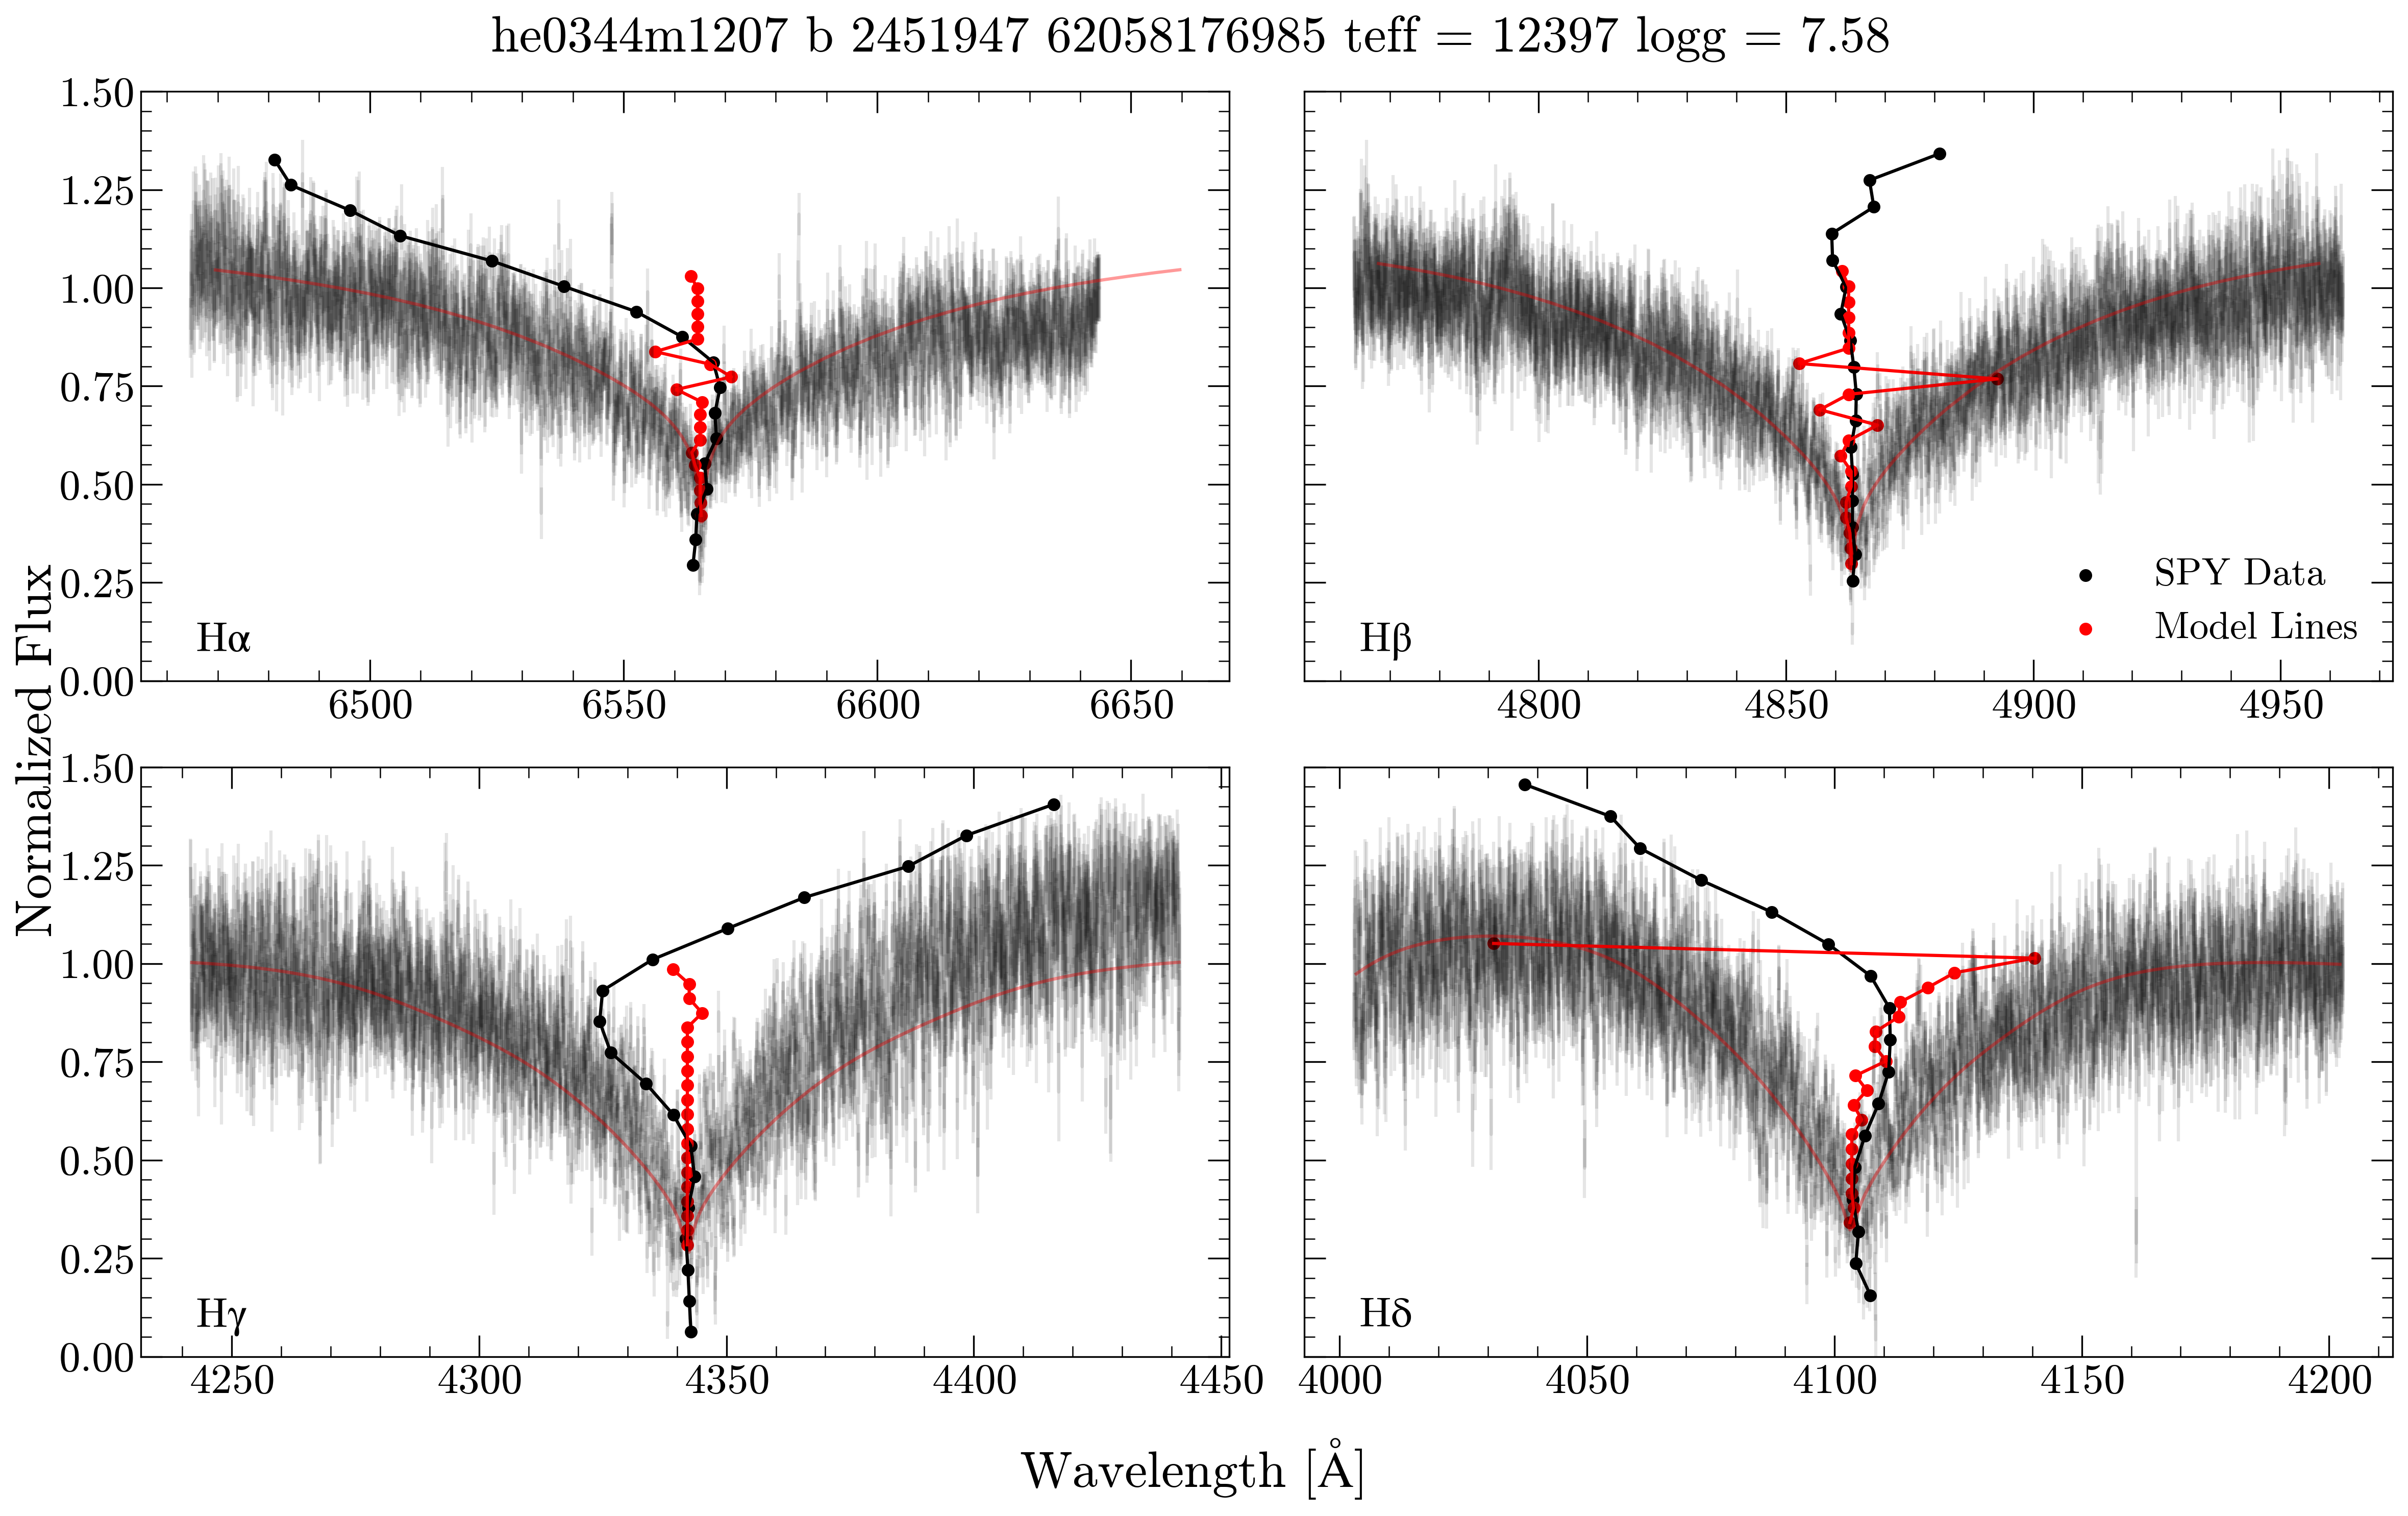 he0344m1207 b 2451947 62058176985 teff = 12397 logg = 7.58
Normalized Flux
1.50
1.25
1.00
0.75
0.50
0.25
0.00
Hα
6500 6550 6600 6650
Hβ
SPY Data
Model Lines
4800 4850 4900 4950
1.50
1.25
1.00
0.75
0.50
0.25
0.00
Hγ
4250 4300 4350 4400 4450
Hδ
4000 4050 4100 4150 4200
Wavelength [Å]